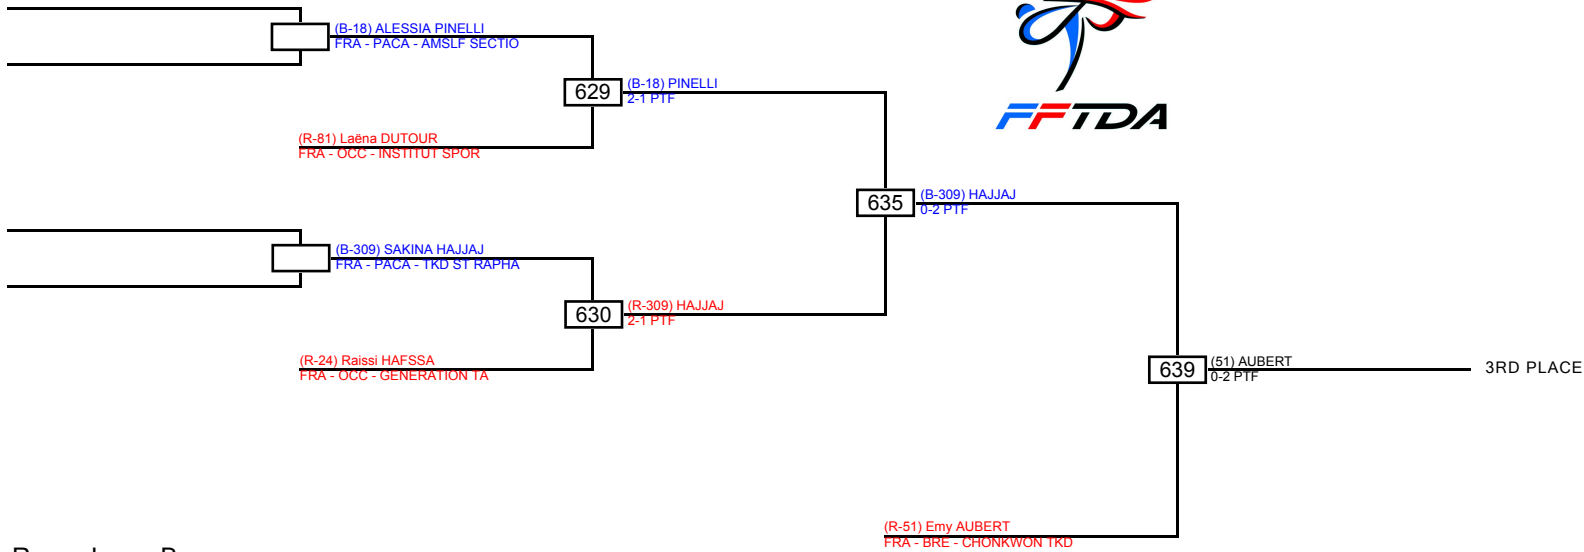 (B-18) ALESSIA PINELLI
FRA - PACA - AMSLF SECTIO
629
(B-18) PINELLI
2-1 PTF
FFTDA
(R-81) Laëna DUTOUR
FRA - OCC - INSTITUT SPOR
635
(B-309) HAJJAJ
0-2 PTF
(B-309) SAKINA HAJJAJ
FRA - PACA - TKD ST RAPHA
630
(R-309) HAJJAJ
2-1 PTF
(R-24) Raissi HAFSSA
FRA - OCC - GENERATION TA
639
(51) AUBERT
0-2 PTF
3RD PLACE
(R-51) Emy AUBERT
FRA - BRE - CHONKWON TKD